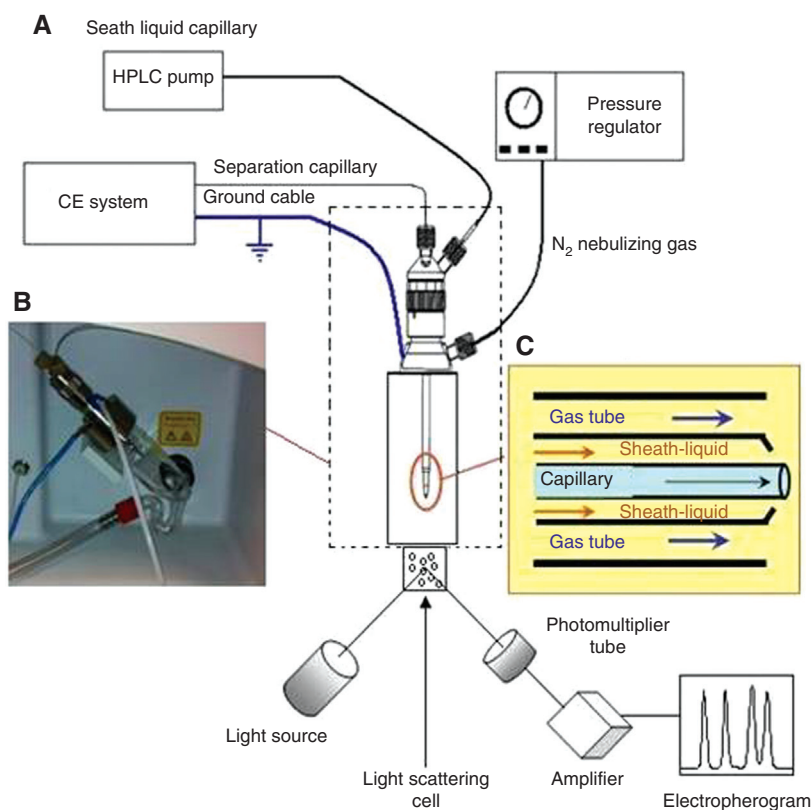 A
Seath liquid capillary
HPLC pump
Pressure
regulator
Separation capillary
CE system
Ground cable
N2 nebulizing gas
B
C
Gas tube
Sheath-liquid
Capillary
Sheath-liquid
Gas tube
Photomultiplier
tube
Light source
Light scattering
cell
Amplifier
Electropherogram